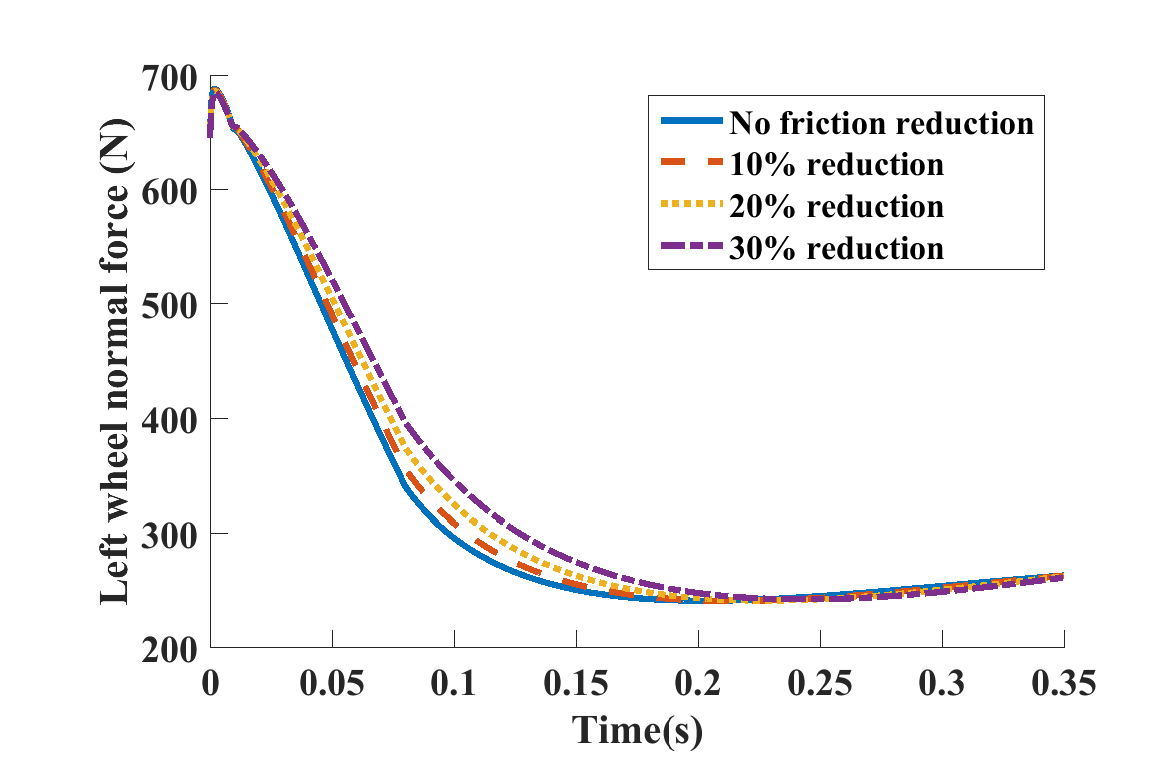 700
600
500
400
300
200
0
0.05
0.1
0.15
0.2
0.25
0.3
0.35
Left wheel normal force (N)
Time(s)
No friction reduction
10% reduction
20% reduction
30% reduction